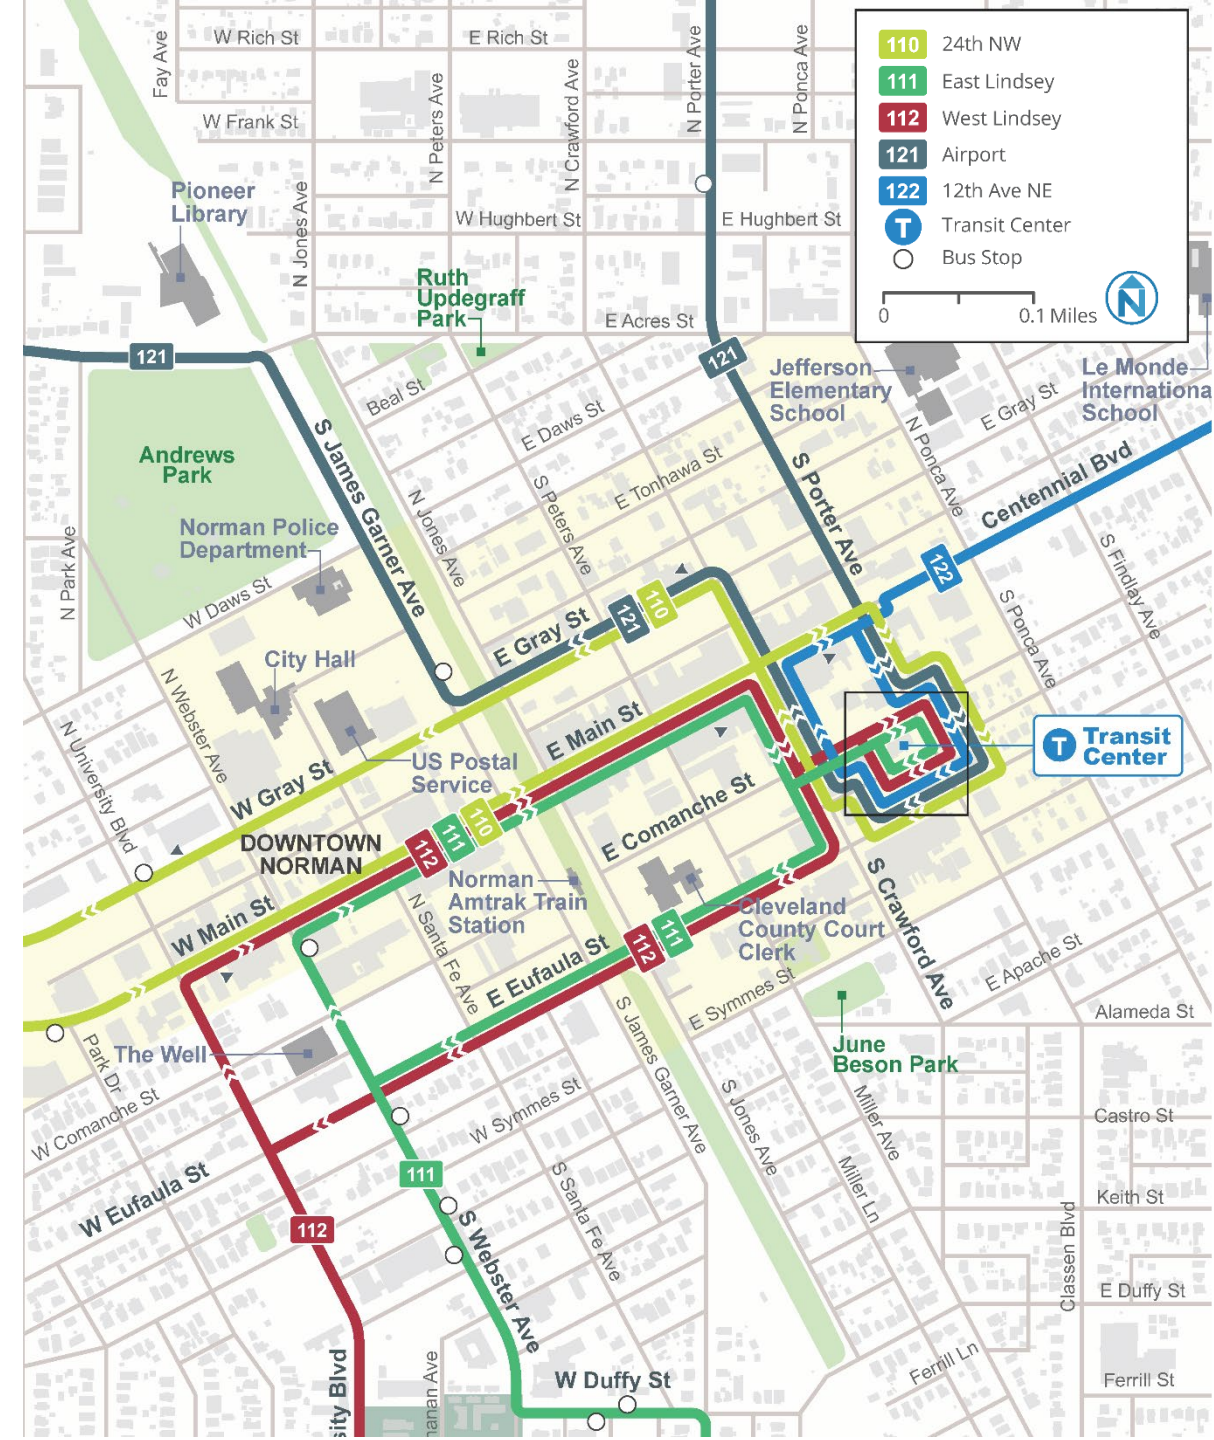 110 24th NW
111 East Lindsey
112 West Lindsey
121 Airport
122 12th Ave NE
T Transit Center
Bus Stop
0 0.1 Miles
N
W Rich St
E Rich St
Fay Ave
W Frank St
N Peters Ave
N Crawford Ave
N Porter Ave
N Ponca Ave
Pioneer
Library
N Jones Ave
W Hughbert St
E Hughbert St
Ruth
Updegraff
Park
E Acres St
121
121
Jefferson
Elementary
School
Le Monde
Internationa
School
E Gray St
Beal St
E Daws St
N Ponca Ave
Andrews
Park
S James Garner Ave
E Tonhawa St
S Porter Ave
Centennial Bvd
S Peters Ave
N Jones Ave
Norman Police
Department
N Park Ave
W Daws St
S Findlay Ave
122
S Ponca Ave
121
110
E Gray St
City Hall
N Webster Ave
N University Blvd
E Main St
US Postal
Service
T Transit
Center
W Gray St
E Comanche St
DOWNTOWN
NORMAN
112
111
110
Norman
Amtrak Train
Station
Cleveland
County Court
Clerk
S Crawford Ave
W Main St
N Santa Fe Ave
112
111
E Eufaula St
E Symmes St
E Apache St
Alameda St
June
Beson Park
The Well
Park Dr
W Comanche St
S James Garner Ave
S Jones Ave
Miller Ave
Castro St
W Symmes St
111
W Eufaula St
S Santa Fe Ave
Miller Ln
Keith St
112
S Webster Ave
Classen Blvd
E Duffy St
Ferrill Ln
Ferrill St
W Duffy St
sity Blvd
nanan Ave